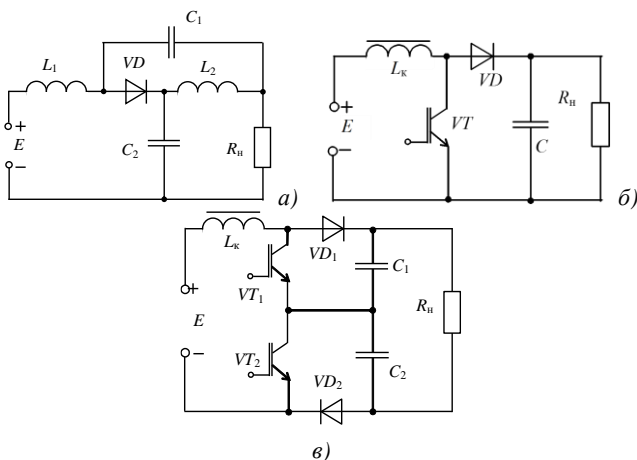 C₁
L₁
VD
L₂
+
E
−
C₂
Rн
а)
Lк
VD
+
E
−
VT
C
Rн
б)
Lк
VD₁
VT₁
C₁
+
E
−
Rн
VT₂
C₂
VD₂
в)